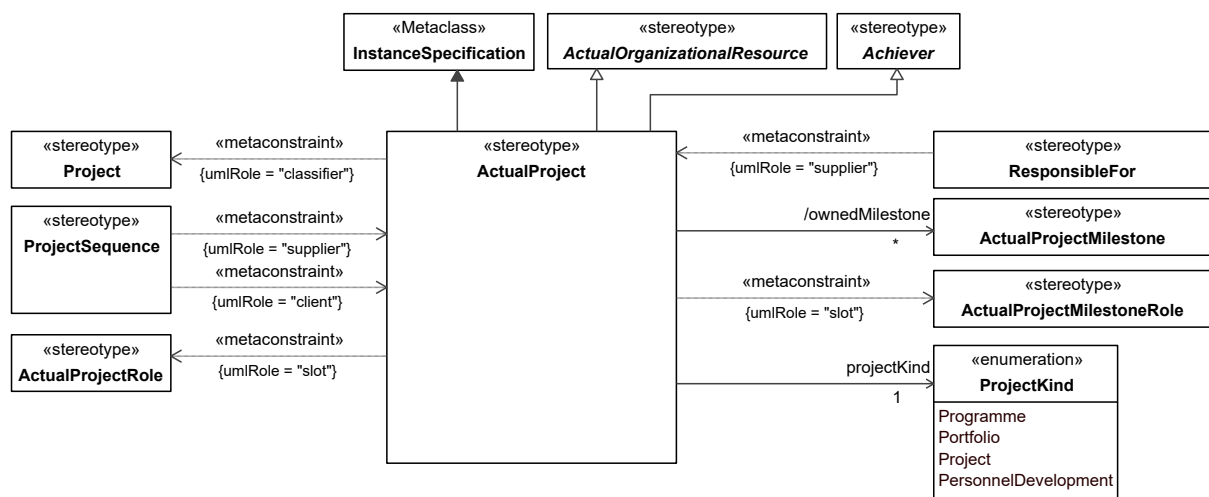 «Metaclass»
InstanceSpecification
«stereotype»
ActualOrganizationalResource
«stereotype»
Achiever
«stereotype»
Project
«metaconstraint»
{umlRole = "classifier"}
«stereotype»
ActualProject
«metaconstraint»
{umlRole = "supplier"}
«stereotype»
ResponsibleFor
«stereotype»
ProjectSequence
«metaconstraint»
{umlRole = "supplier"}
«metaconstraint»
{umlRole = "client"}
/ownedMilestone
*
«stereotype»
ActualProjectMilestone
«metaconstraint»
{umlRole = "slot"}
«stereotype»
ActualProjectMilestoneRole
«stereotype»
ActualProjectRole
«metaconstraint»
{umlRole = "slot"}
projectKind
1
«enumeration»
ProjectKind
Programme
Portfolio
Project
PersonnelDevelopment